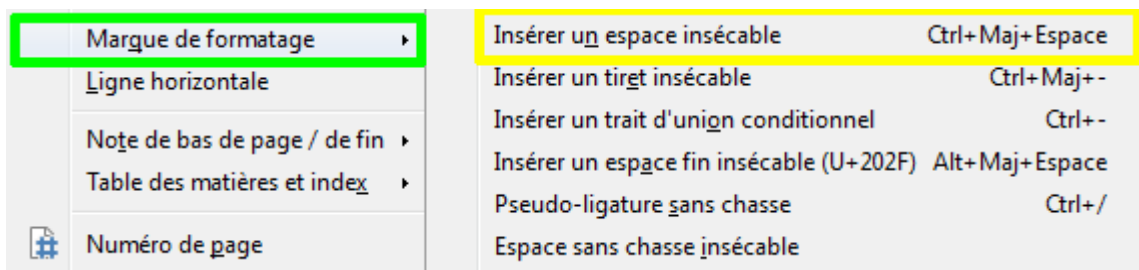 Marque de formatage
Ligne horizontale
Note de bas de page / de fin
Table des matières et index
Numéro de page
Insérer un espace insécable Ctrl+Maj+Espace
Insérer un tiret insécable Ctrl+Maj+-
Insérer un trait d'union conditionnel Ctrl+-
Insérer un espace fin insécable (U+202F) Alt+Maj+Espace
Pseudo-ligature sans chasse Ctrl+/
Espace sans chasse insécable